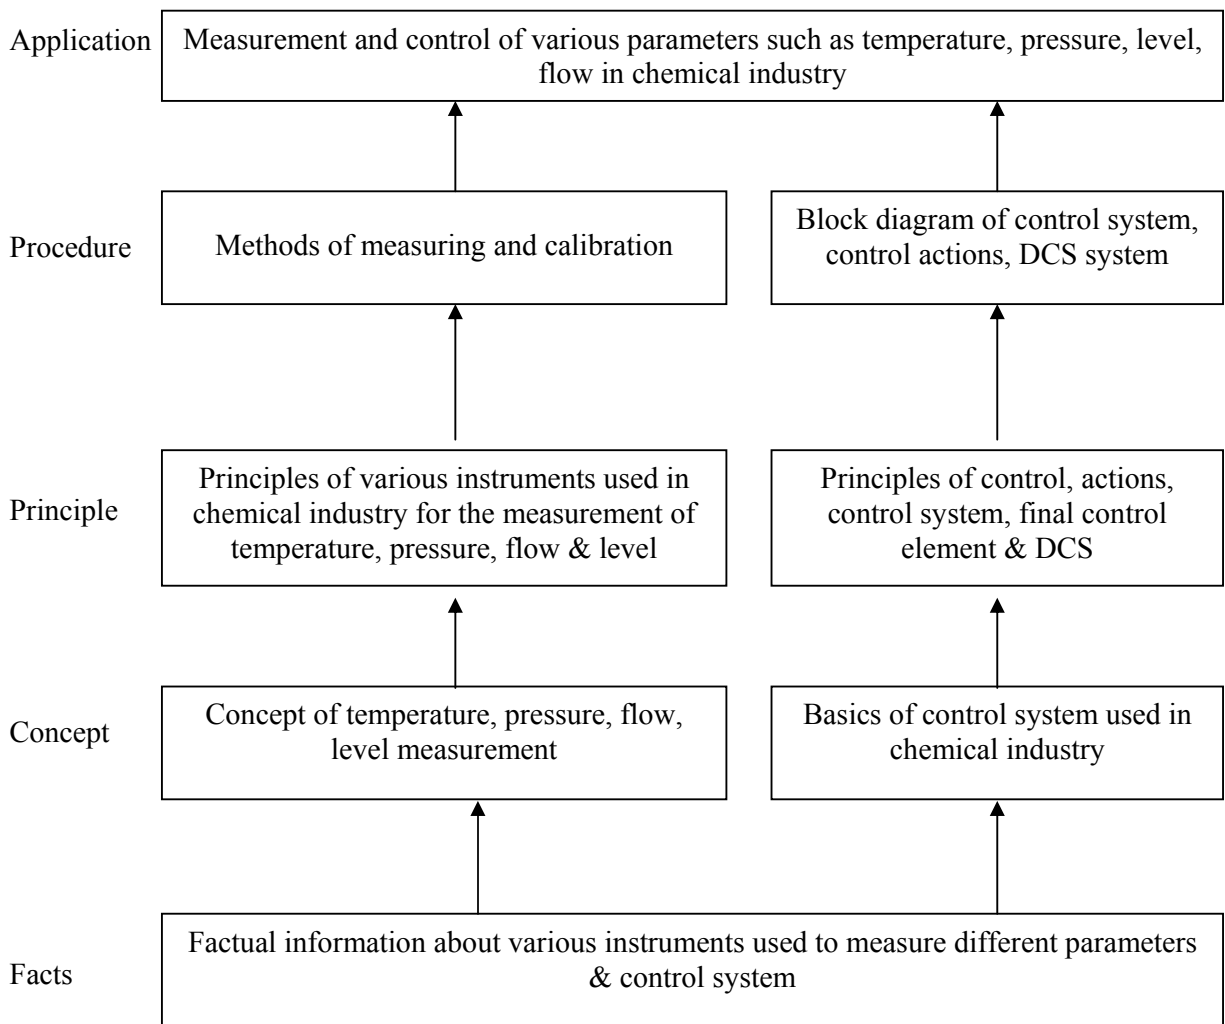 Application
Measurement and control of various parameters such as temperature, pressure, level,
flow in chemical industry
Procedure
Methods of measuring and calibration
Block diagram of control system,
control actions, DCS system
Principle
Principles of various instruments used in
chemical industry for the measurement of
temperature, pressure, flow & level
Principles of control, actions,
control system, final control
element & DCS
Concept
Concept of temperature, pressure, flow,
level measurement
Basics of control system used in
chemical industry
Facts
Factual information about various instruments used to measure different parameters
& control system